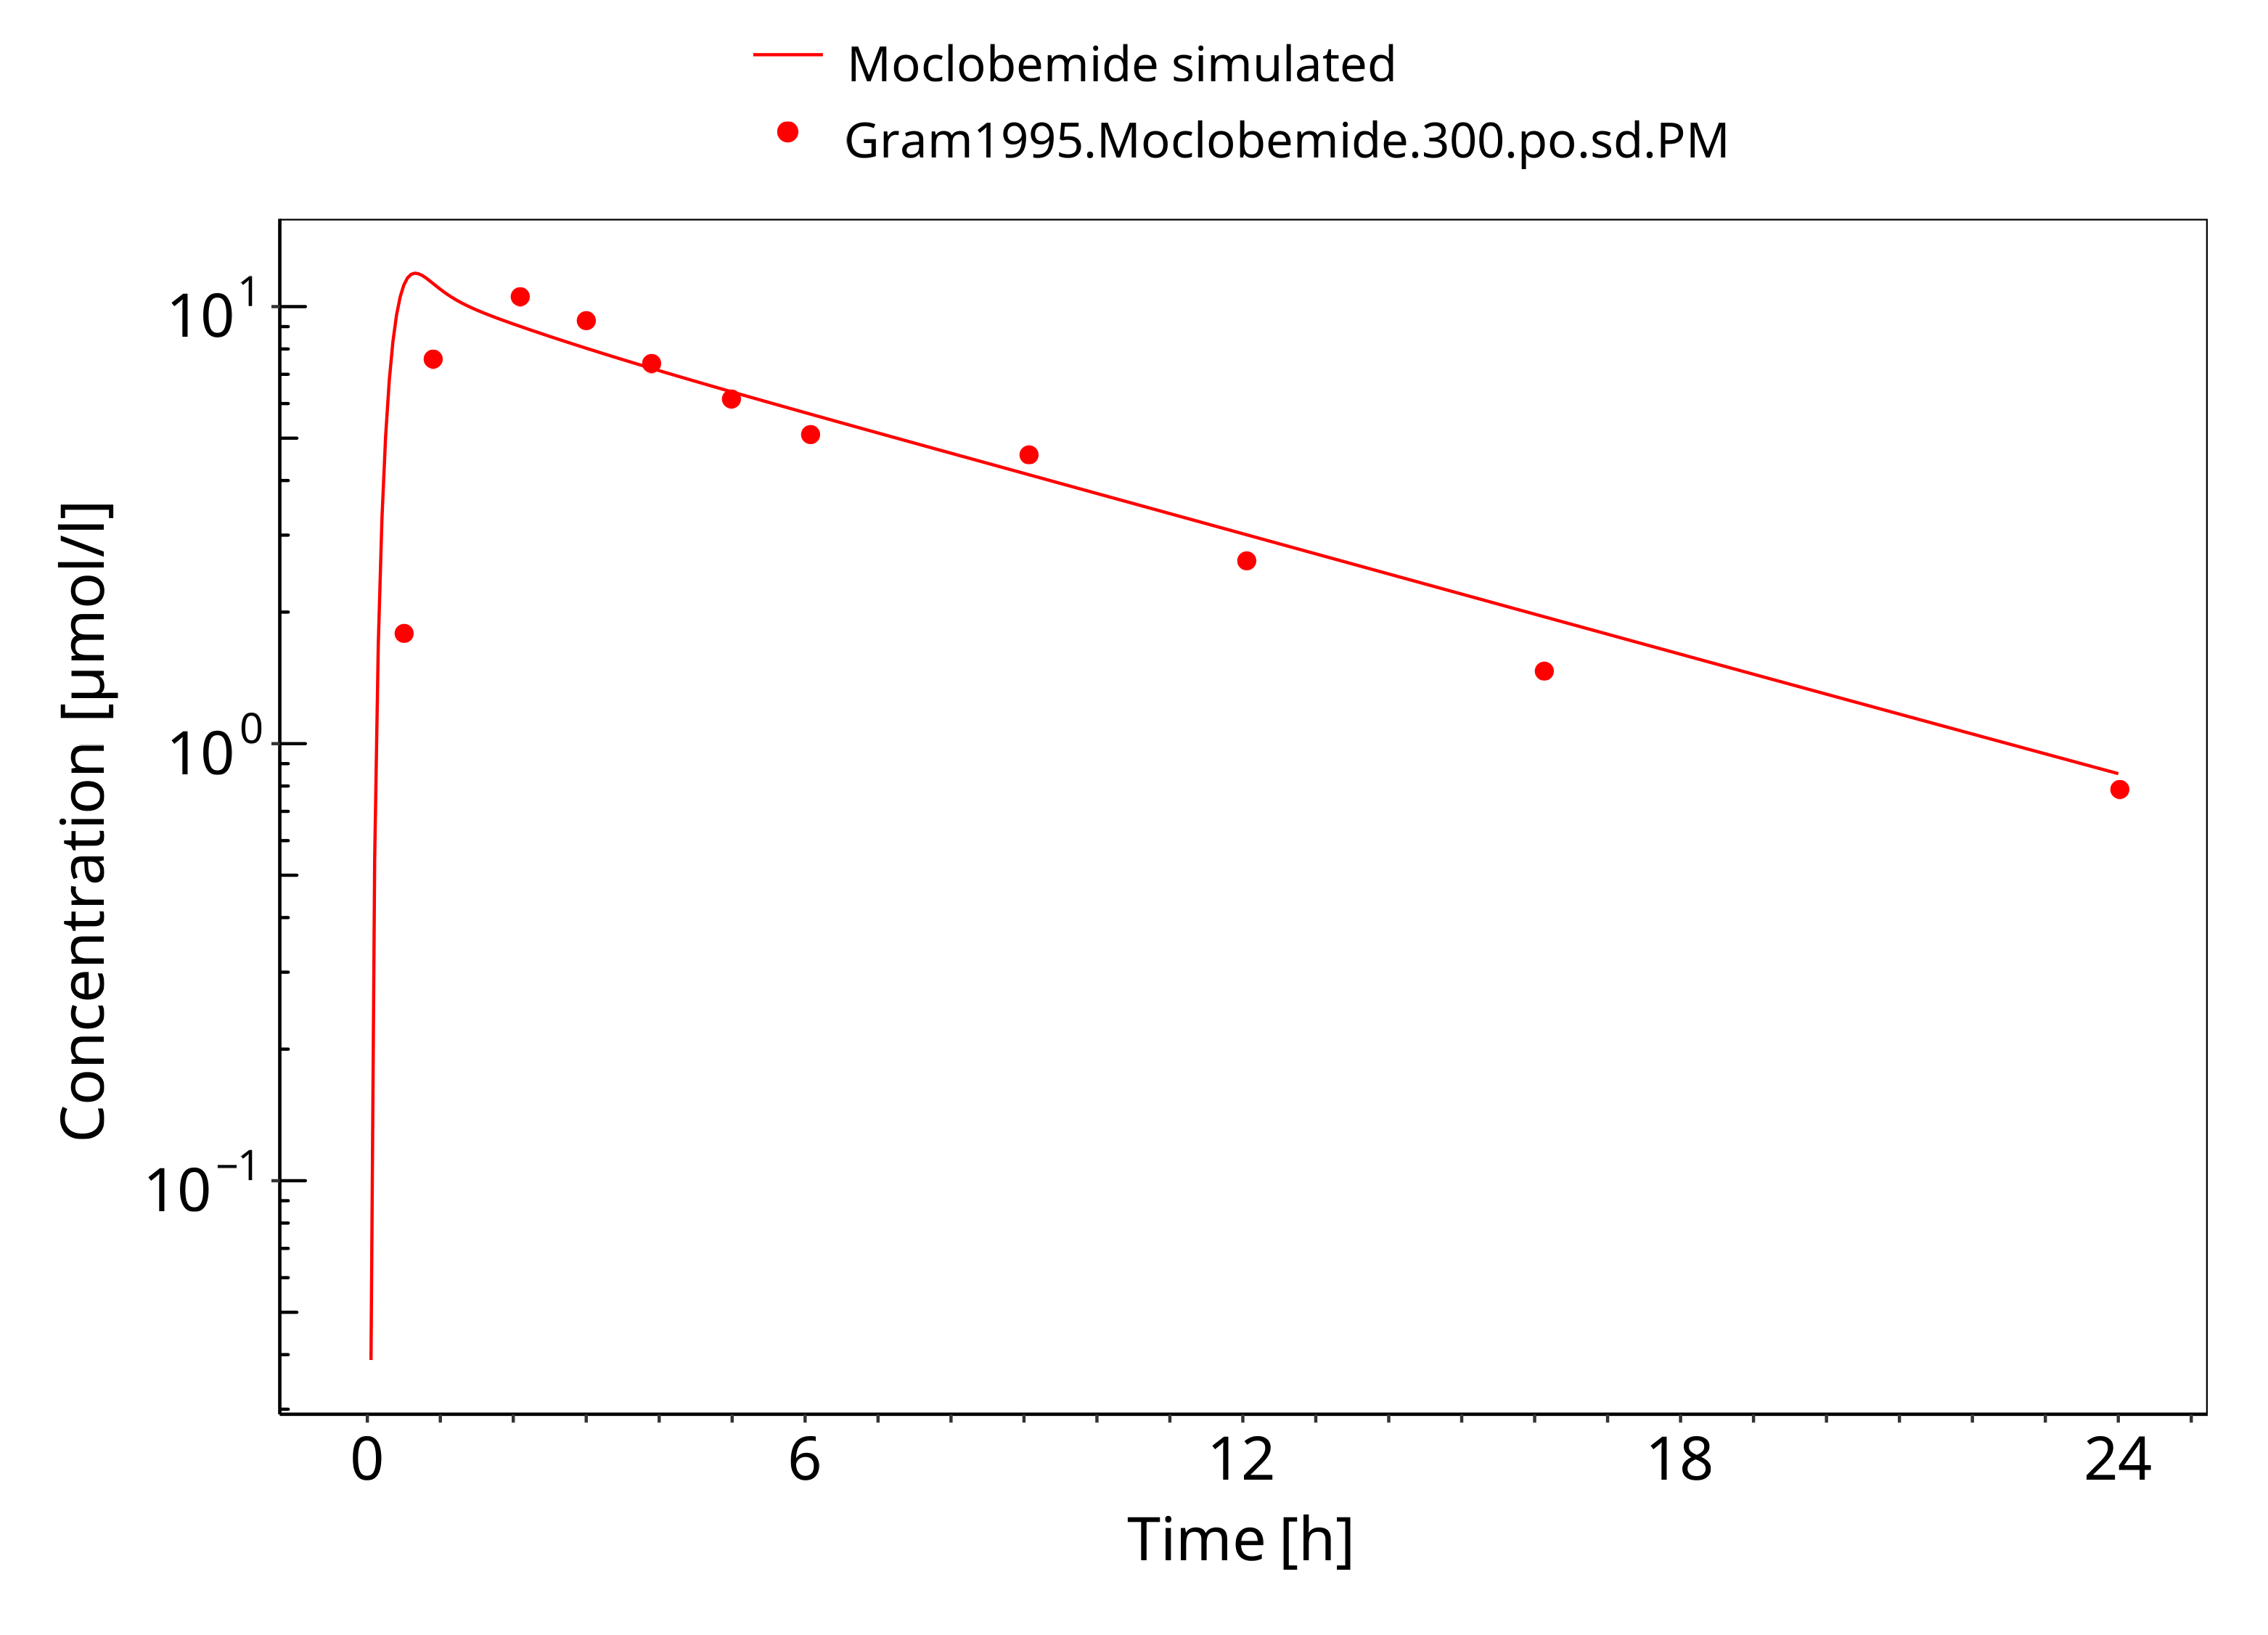 Moclobemide simulated
Gram1995.Moclobemide.300.po.sd.PM
Concentration [µmol/l]
10¹
10⁰
10⁻¹
0 6 12 18 24
Time [h]